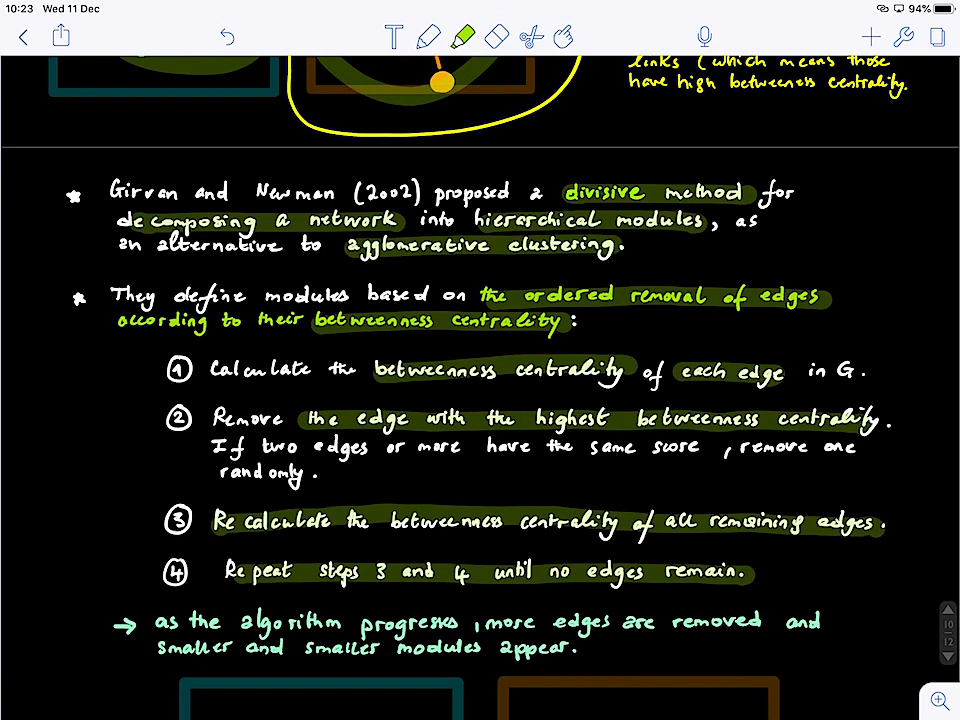 10:23 Wed 11 Dec
94%
T
links (which means those
have high betweenness centrality.
* Girvan and Newman (2002) proposed a divisive method for
decomposing a network into hierarchical modules, as
an alternative to agglomerative clustering.
* They define modules based on the ordered removal of edges
according to their betweenness centrality:
① Calculate the betweenness centrality of each edge in G.
② Remove the edge with the highest betweenness centrality.
If two edges or more have the same score, remove one
randomly.
③ Recalculate the betweenness centrality of all remaining edges.
④ Repeat steps 3 and 4 until no edges remain.
→ as the algorithm progresses, more edges are removed and
smaller and smaller modules appear.
10
12